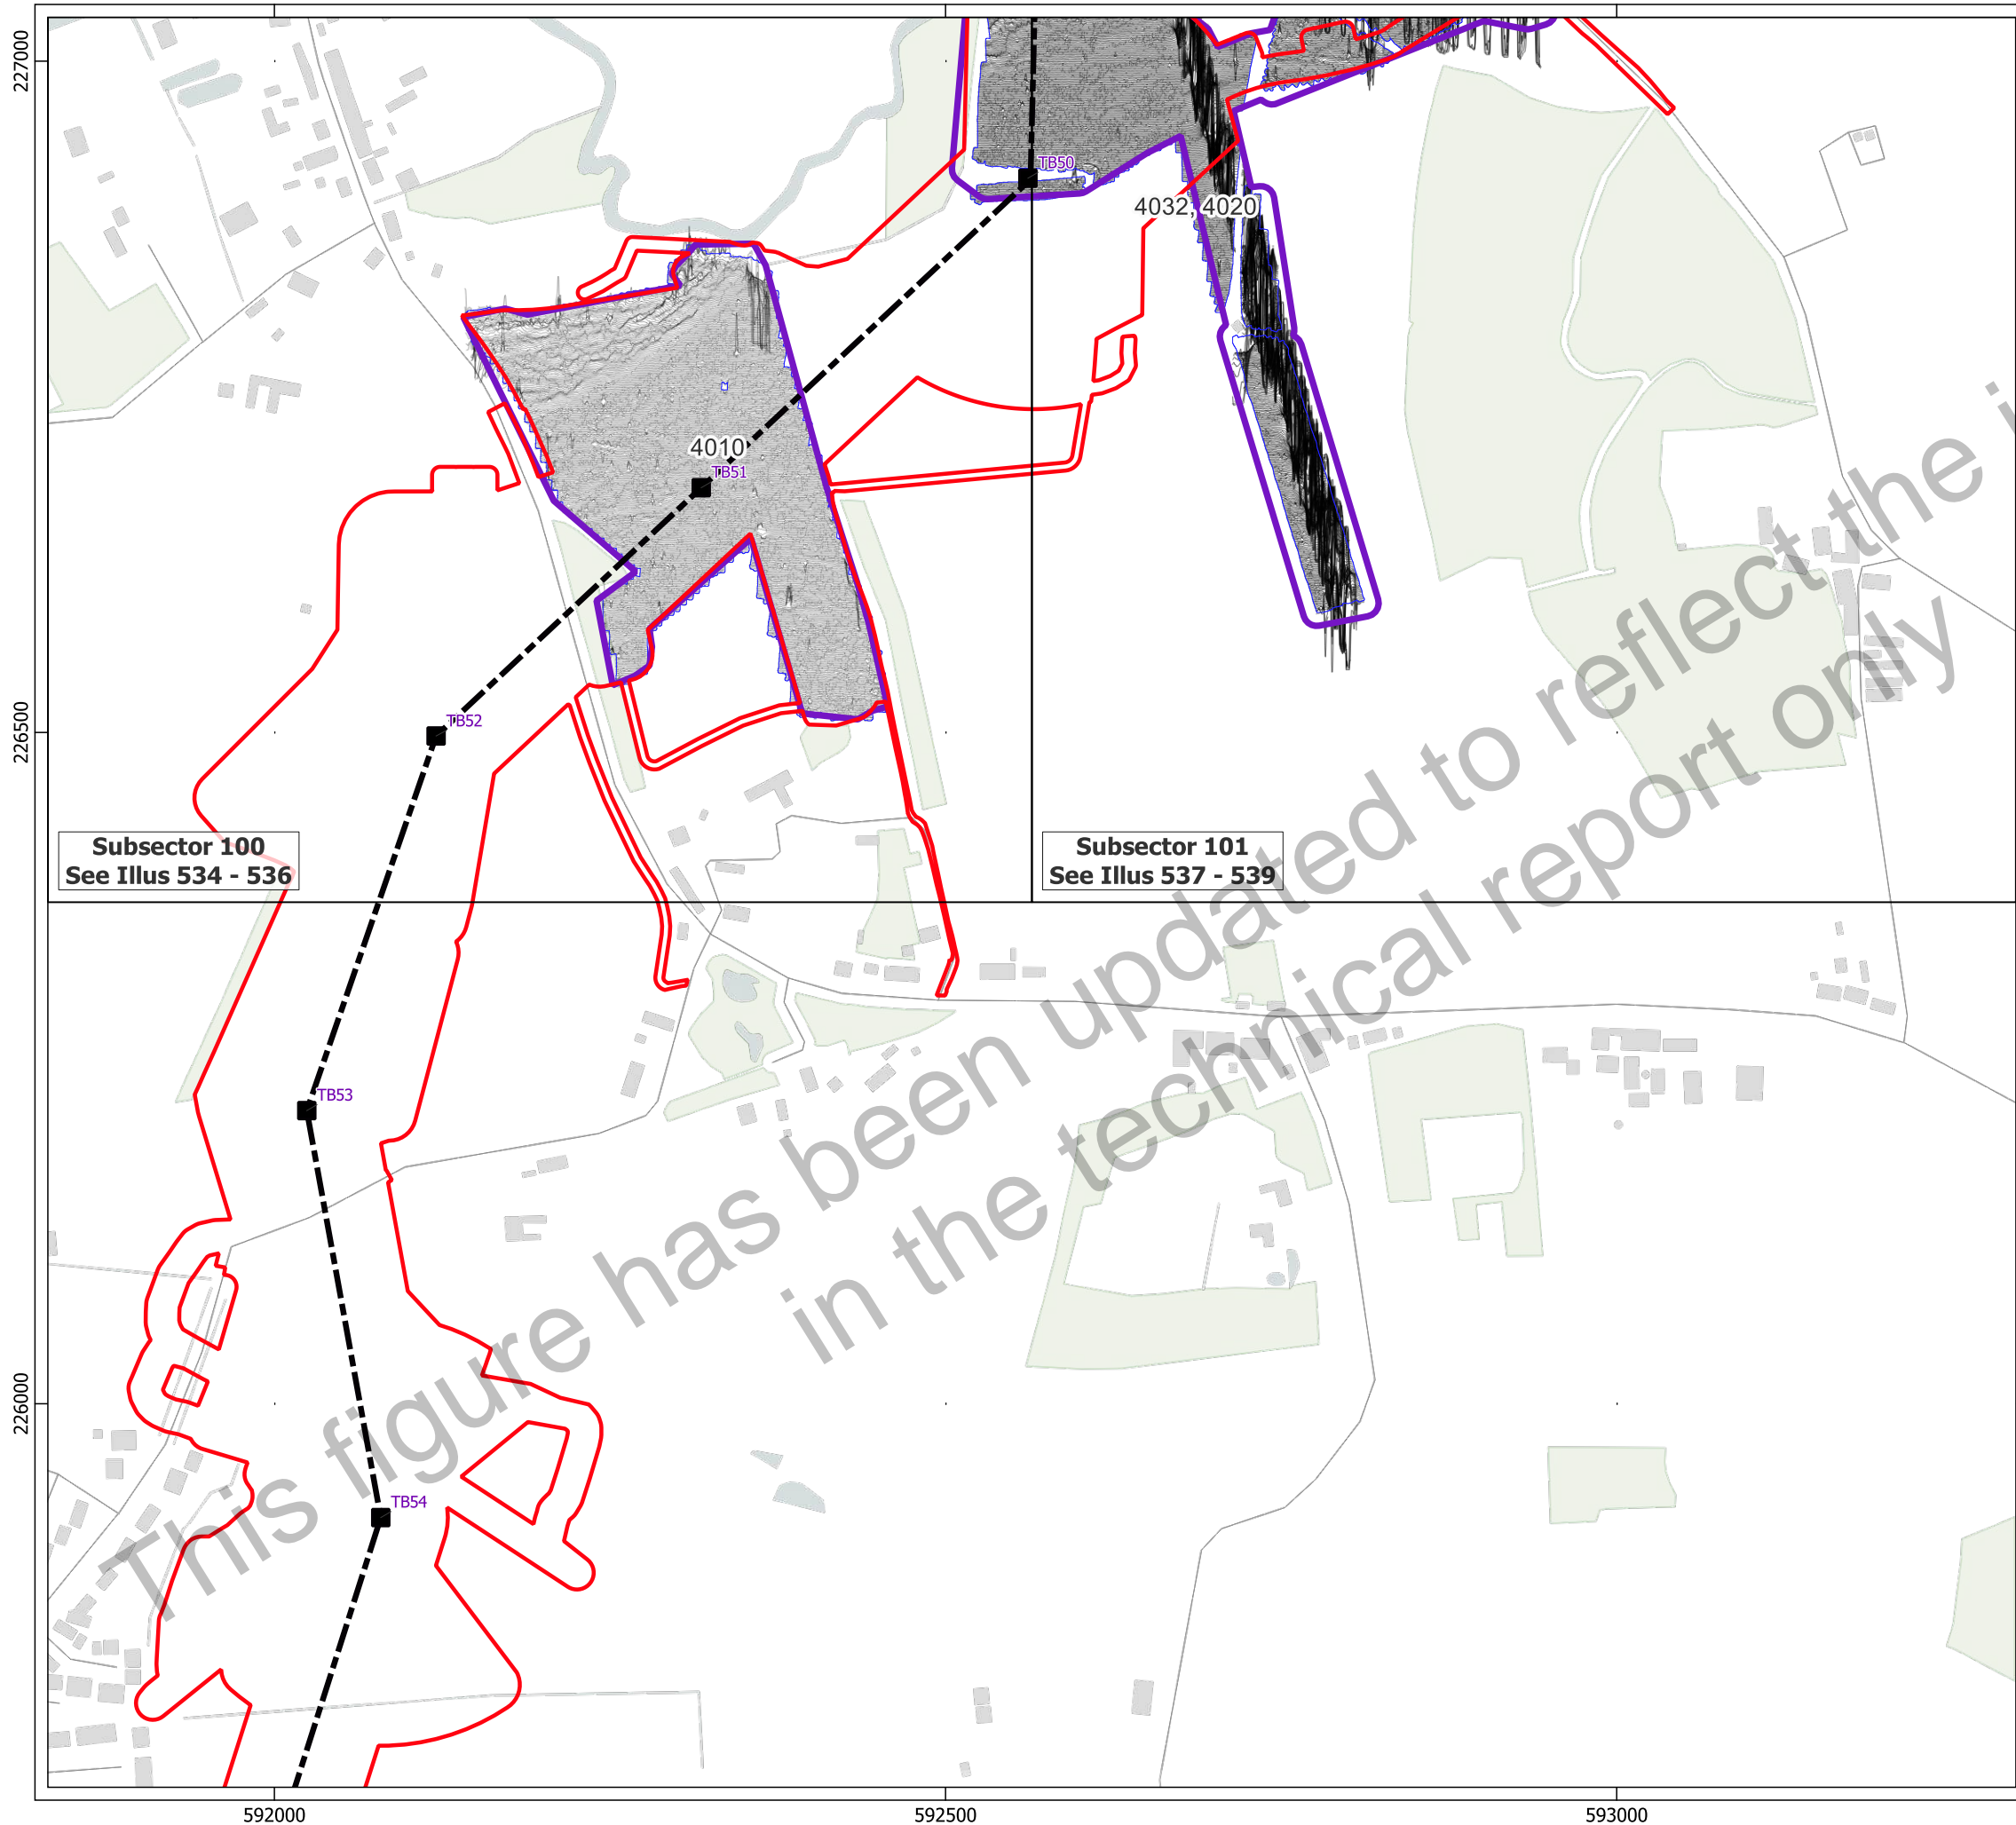 227000
TB50
4032, 4020
4010
TB51
226500
TB52
Subsector 100
See Illus 534 - 536
Subsector 101
See Illus 537 - 539
TB53
This figure has been updated to reflect the
in the technical report only
226000
TB54
592000
592500
593000